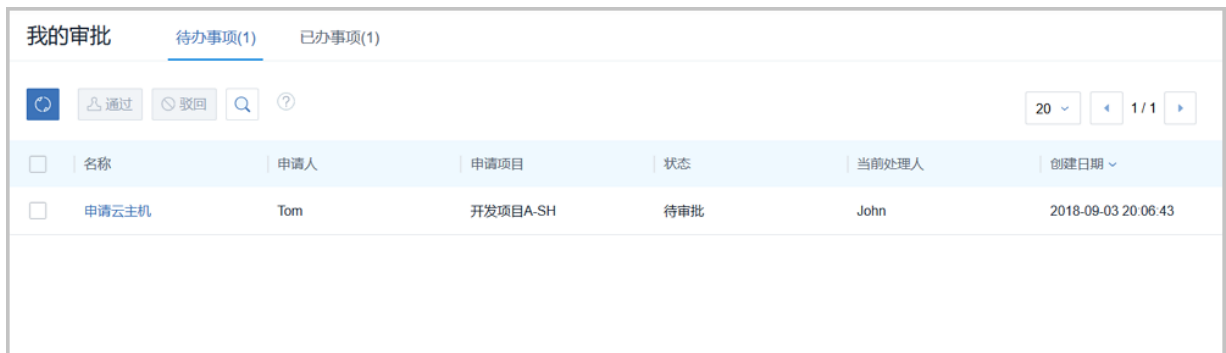 我的审批 待办事项(1) 已办事项(1)
通过 驳回 ? 20 1 / 1
名称 申请人 申请项目 状态 当前处理人 创建日期
申请云主机 Tom 开发项目A-SH 待审批 John 2018-09-03 20:06:43